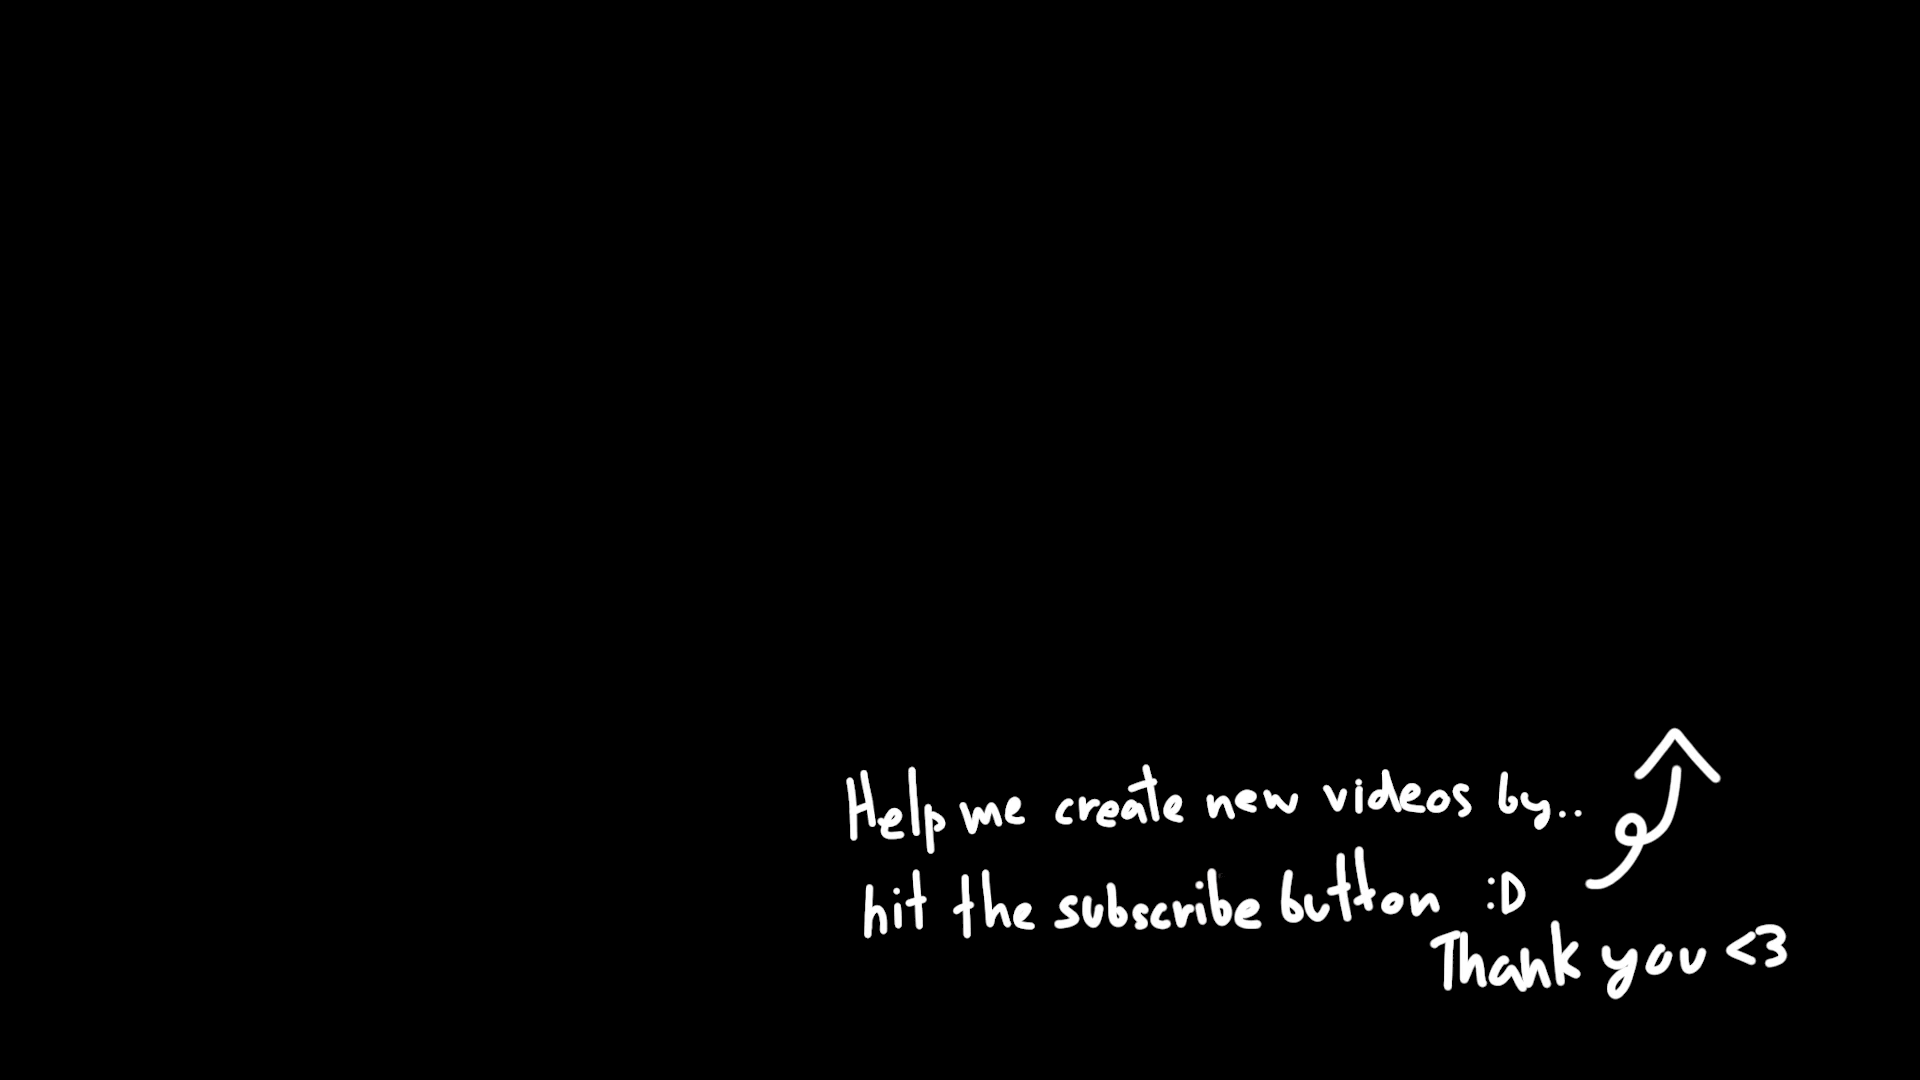 Help me create new videos by..
hit the subscribe button :D
Thank you <3